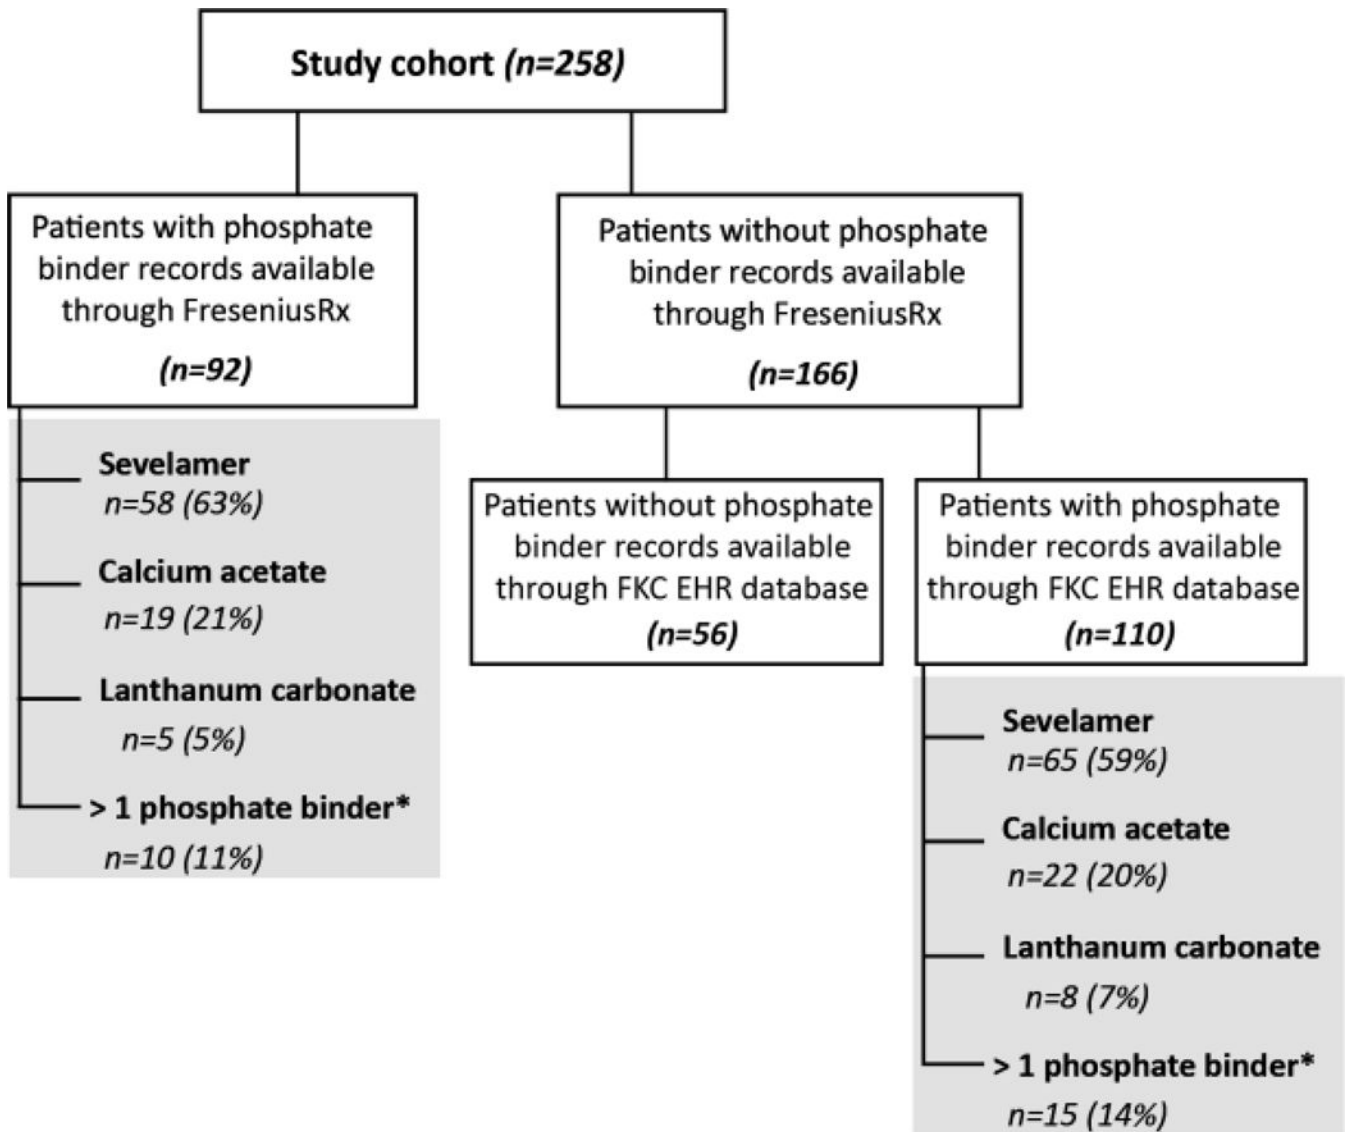 Study cohort (n=258)
Patients with phosphate
binder records available
through FreseniusRx
(n=92)
Patients without phosphate
binder records available
through FreseniusRx
(n=166)
Sevelamer
n=58 (63%)
Calcium acetate
n=19 (21%)
Lanthanum carbonate
n=5 (5%)
> 1 phosphate binder*
n=10 (11%)
Patients without phosphate
binder records available
through FKC EHR database
(n=56)
Patients with phosphate
binder records available
through FKC EHR database
(n=110)
Sevelamer
n=65 (59%)
Calcium acetate
n=22 (20%)
Lanthanum carbonate
n=8 (7%)
> 1 phosphate binder*
n=15 (14%)